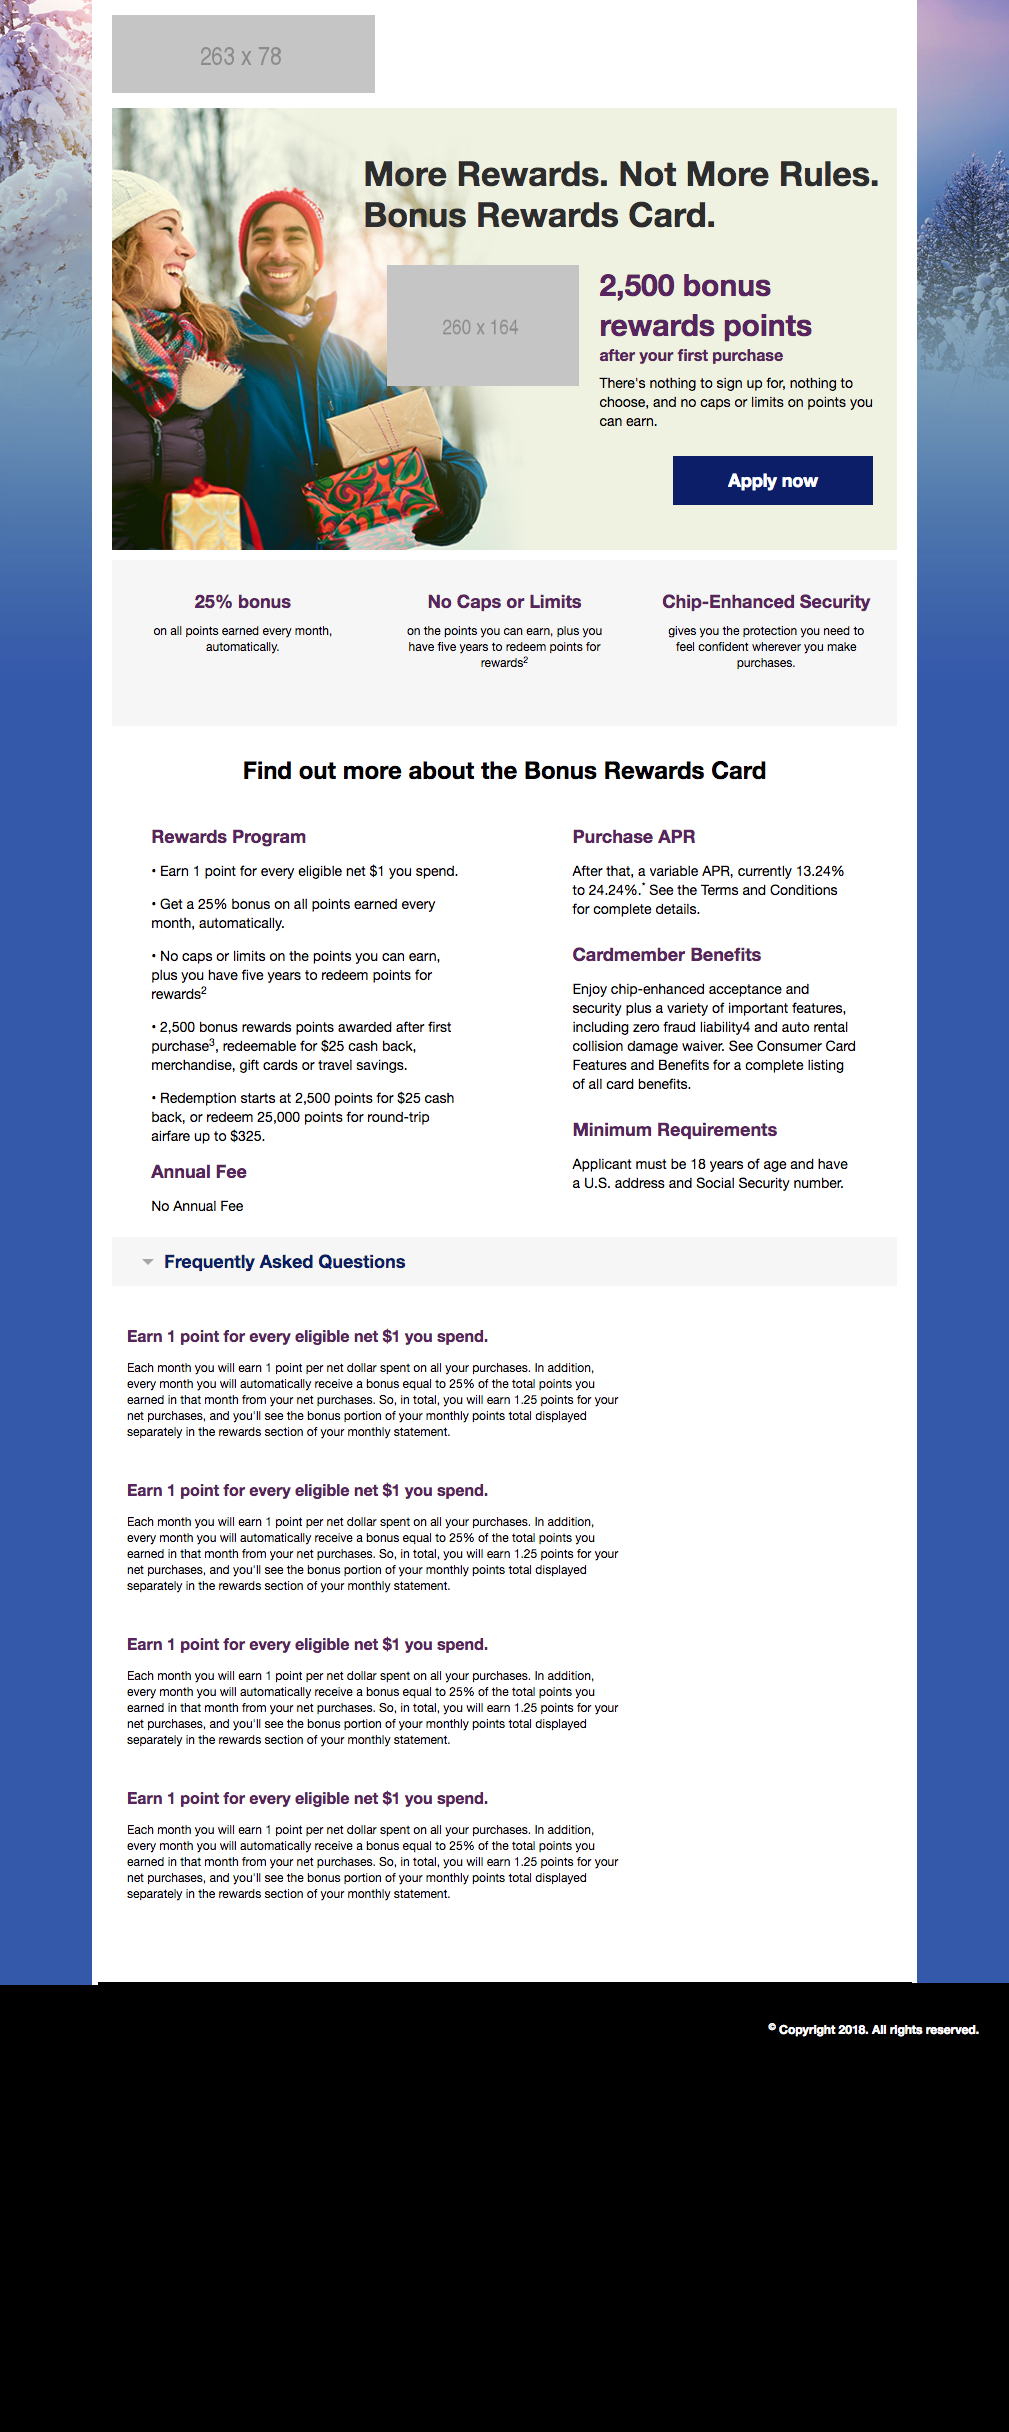 263 x 78
More Rewards. Not More Rules.
Bonus Rewards Card.
260 x 164
2,500 bonus
rewards points
after your first purchase
There's nothing to sign up for, nothing to
choose, and no caps or limits on points you
can earn.
Apply now
25% bonus
on all points earned every month,
automatically.
No Caps or Limits
on the points you can earn, plus you
have five years to redeem points for
rewards²
Chip-Enhanced Security
gives you the protection you need to
feel confident wherever you make
purchases.
Find out more about the Bonus Rewards Card
Rewards Program
• Earn 1 point for every eligible net $1 you spend.
• Get a 25% bonus on all points earned every
month, automatically.
• No caps or limits on the points you can earn,
plus you have five years to redeem points for
rewards²
• 2,500 bonus rewards points awarded after first
purchase³, redeemable for $25 cash back,
merchandise, gift cards or travel savings.
• Redemption starts at 2,500 points for $25 cash
back, or redeem 25,000 points for round-trip
airfare up to $325.
Annual Fee
No Annual Fee
Purchase APR
After that, a variable APR, currently 13.24%
to 24.24%.* See the Terms and Conditions
for complete details.
Cardmember Benefits
Enjoy chip-enhanced acceptance and
security plus a variety of important features,
including zero fraud liability4 and auto rental
collision damage waiver. See Consumer Card
Features and Benefits for a complete listing
of all card benefits.
Minimum Requirements
Applicant must be 18 years of age and have
a U.S. address and Social Security number.
Frequently Asked Questions
Earn 1 point for every eligible net $1 you spend.
Each month you will earn 1 point per net dollar spent on all your purchases. In addition,
every month you will automatically receive a bonus equal to 25% of the total points you
earned in that month from your net purchases. So, in total, you will earn 1.25 points for your
net purchases, and you'll see the bonus portion of your monthly points total displayed
separately in the rewards section of your monthly statement.
Earn 1 point for every eligible net $1 you spend.
Each month you will earn 1 point per net dollar spent on all your purchases. In addition,
every month you will automatically receive a bonus equal to 25% of the total points you
earned in that month from your net purchases. So, in total, you will earn 1.25 points for your
net purchases, and you'll see the bonus portion of your monthly points total displayed
separately in the rewards section of your monthly statement.
Earn 1 point for every eligible net $1 you spend.
Each month you will earn 1 point per net dollar spent on all your purchases. In addition,
every month you will automatically receive a bonus equal to 25% of the total points you
earned in that month from your net purchases. So, in total, you will earn 1.25 points for your
net purchases, and you'll see the bonus portion of your monthly points total displayed
separately in the rewards section of your monthly statement.
Earn 1 point for every eligible net $1 you spend.
Each month you will earn 1 point per net dollar spent on all your purchases. In addition,
every month you will automatically receive a bonus equal to 25% of the total points you
earned in that month from your net purchases. So, in total, you will earn 1.25 points for your
net purchases, and you'll see the bonus portion of your monthly points total displayed
separately in the rewards section of your monthly statement.
© Copyright 2018. All rights reserved.